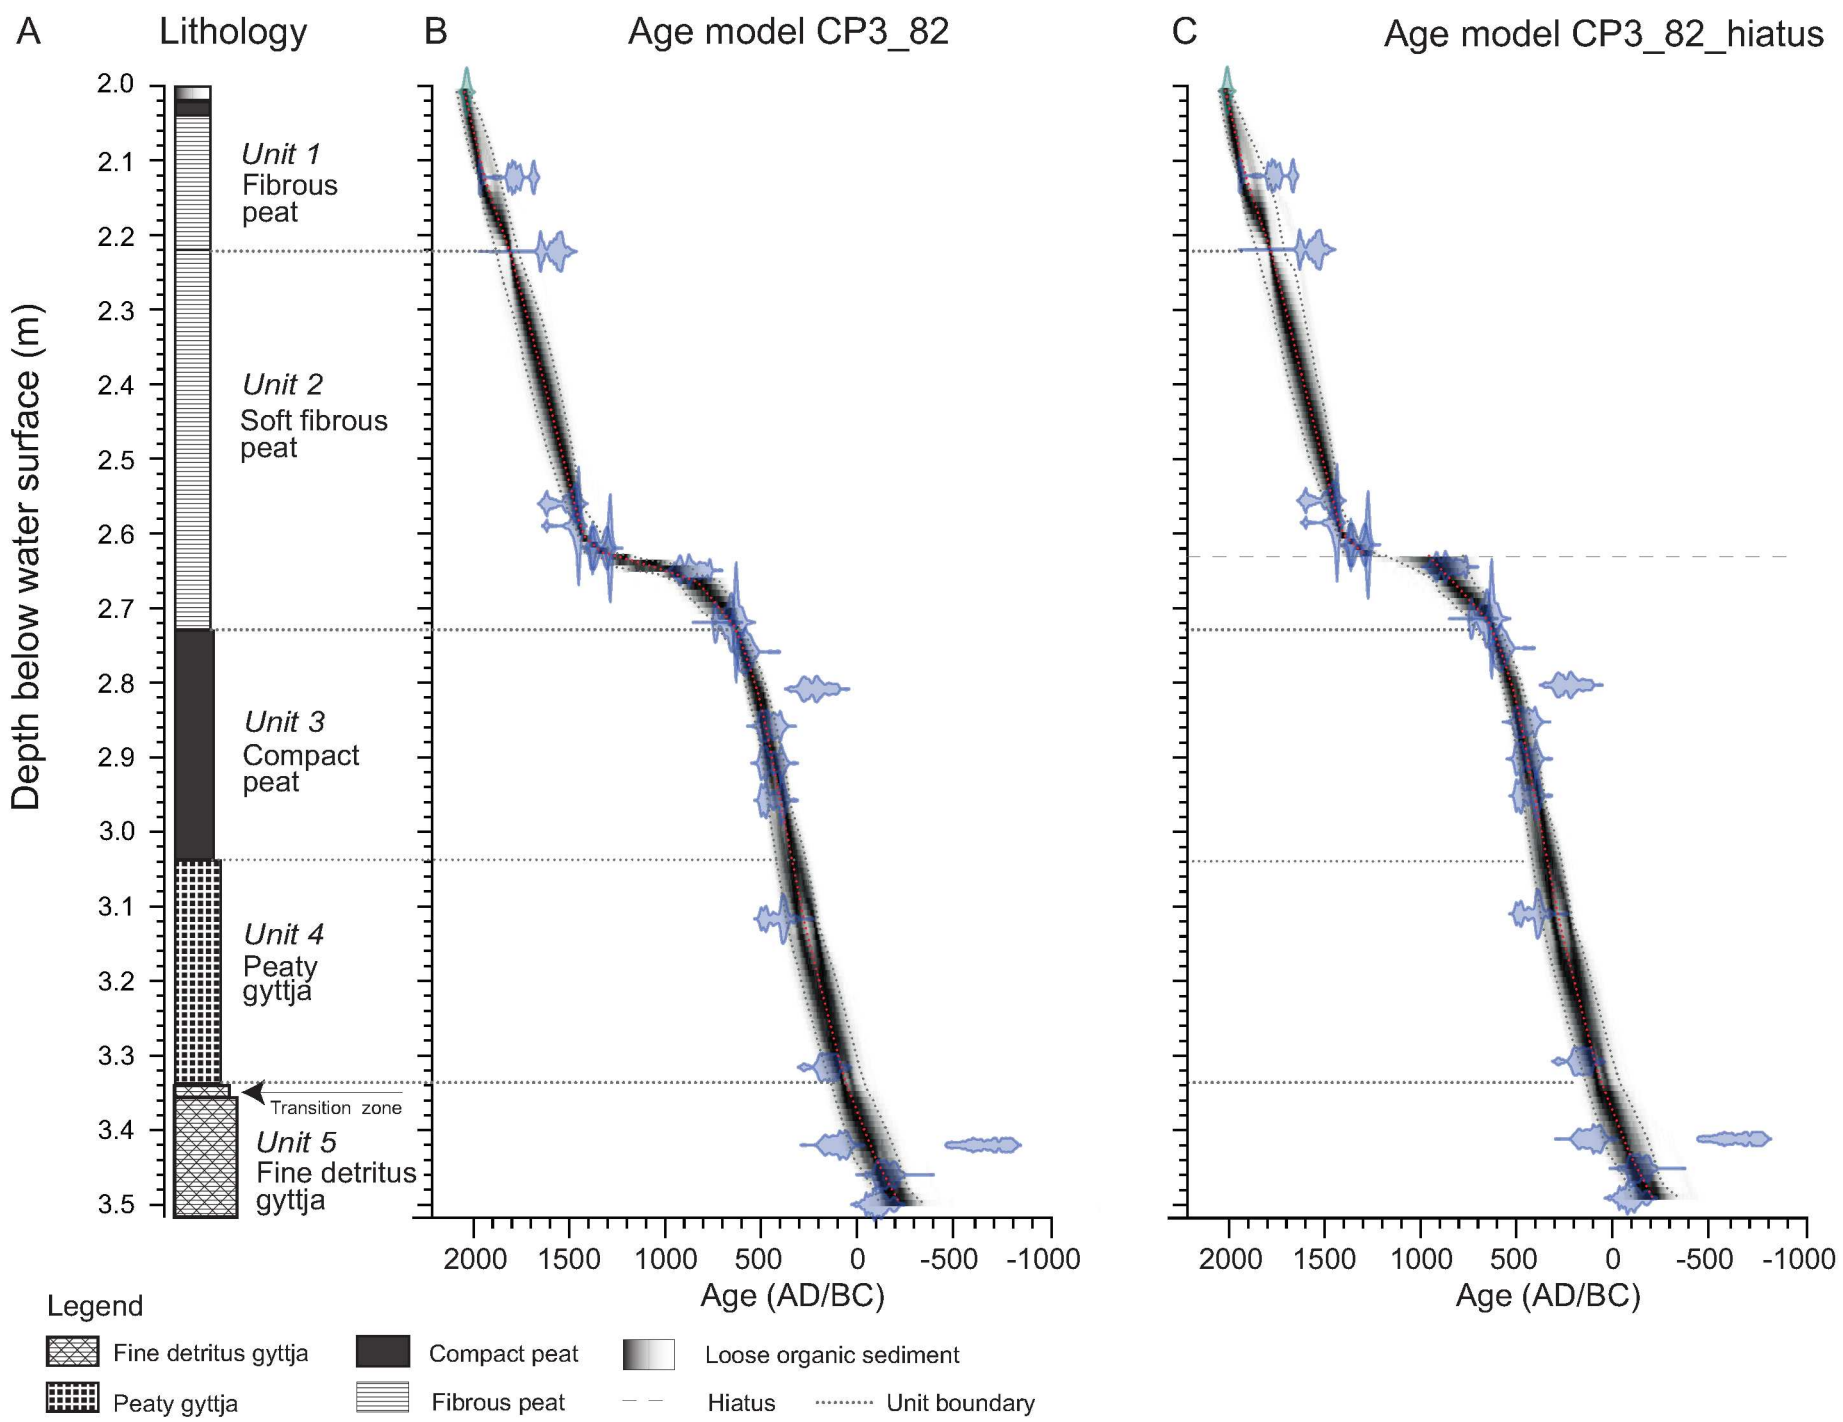 A Lithology B Age model CP3_82 C Age model CP3_82_hiatus
Depth below water surface (m)
2.0
2.1
2.2
2.3
2.4
2.5
2.6
2.7
2.8
2.9
3.0
3.1
3.2
3.3
3.4
3.5
Unit 1
Fibrous
peat
Unit 2
Soft fibrous
peat
Unit 3
Compact
peat
Unit 4
Peaty
gyttja
Transition zone
Unit 5
Fine detritus
gyttja
2000 1500 1000 500 0 -500 -1000
Age (AD/BC)
2000 1500 1000 500 0 -500 -1000
Age (AD/BC)
Legend
Fine detritus gyttja Compact peat Loose organic sediment
Peaty gyttja Fibrous peat Hiatus Unit boundary